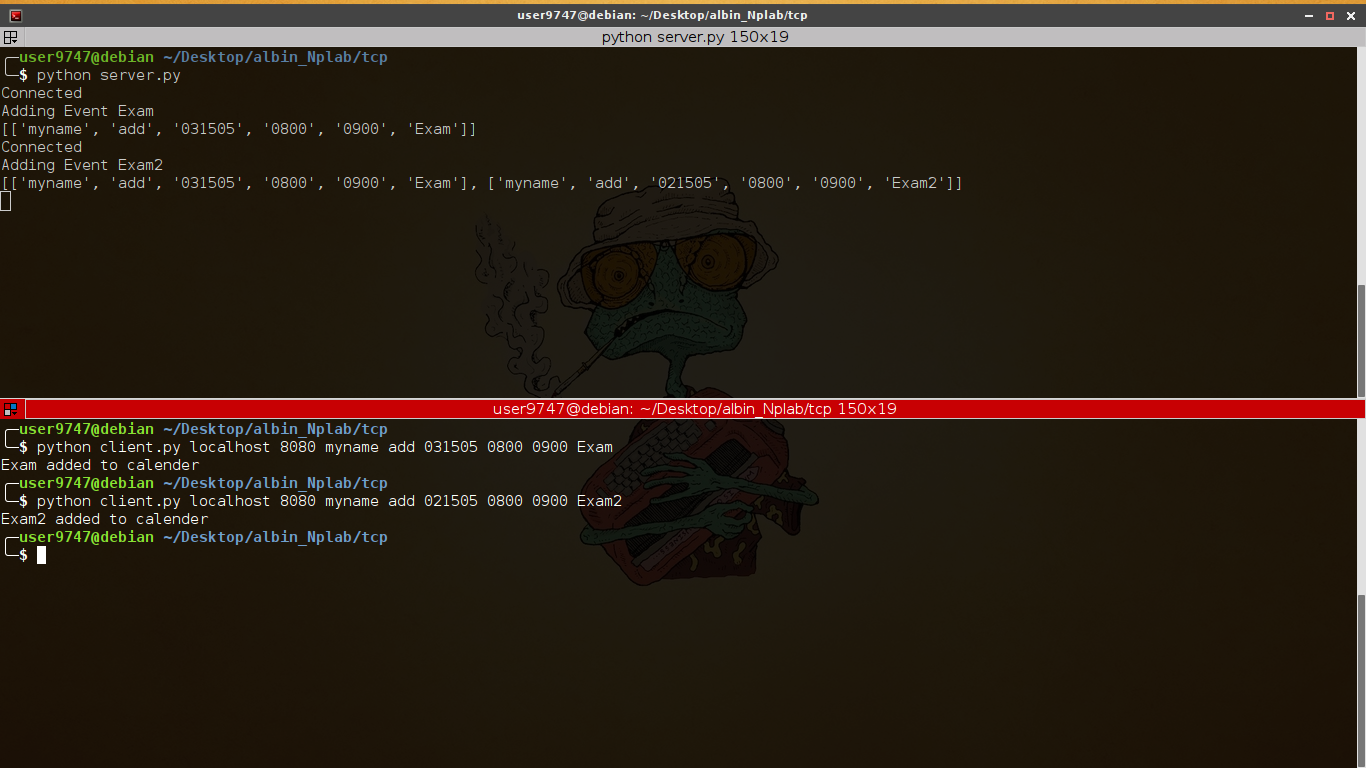 user9747@debian: ~/Desktop/albin_Nplab/tcp
python server.py 150x19
user9747@debian ~/Desktop/albin_Nplab/tcp
$ python server.py
Connected
Adding Event Exam
[['myname', 'add', '031505', '0800', '0900', 'Exam']]
Connected
Adding Event Exam2
[['myname', 'add', '031505', '0800', '0900', 'Exam'], ['myname', 'add', '021505', '0800', '0900', 'Exam2']]
user9747@debian: ~/Desktop/albin_Nplab/tcp 150x19
user9747@debian ~/Desktop/albin_Nplab/tcp
$ python client.py localhost 8080 myname add 031505 0800 0900 Exam
Exam added to calender
user9747@debian ~/Desktop/albin_Nplab/tcp
$ python client.py localhost 8080 myname add 021505 0800 0900 Exam2
Exam2 added to calender
user9747@debian ~/Desktop/albin_Nplab/tcp
$